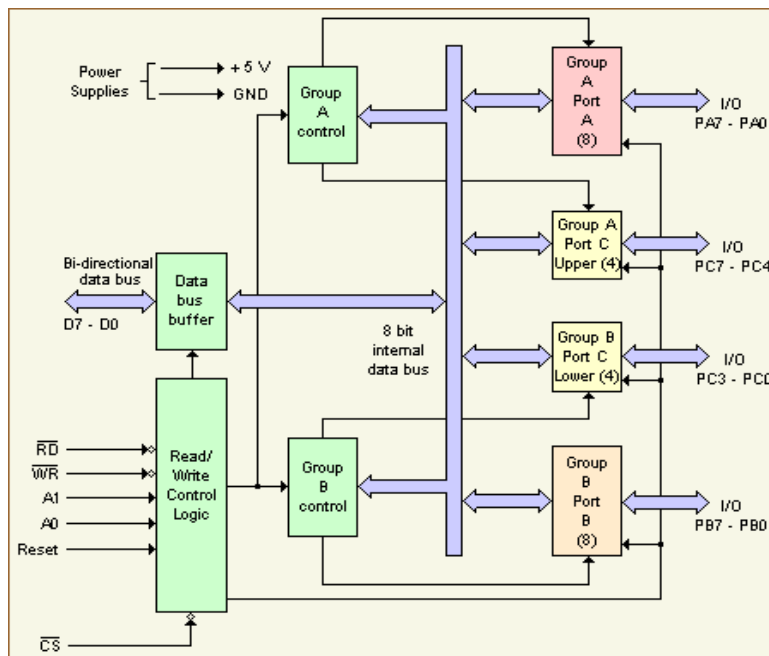 Power
Supplies
+ 5 V
GND
Group
A
control
Group
A
Port
A
(8)
I/O
PA7 - PA0
Group A
Port C
Upper (4)
I/O
PC7 - PC4
Bi-directional
data bus
D7 - D0
Data
bus
buffer
8 bit
internal
data bus
Group B
Port C
Lower (4)
I/O
PC3 - PC0
RD
WR
A1
A0
Reset
CS
Read/
Write
Control
Logic
Group
B
control
Group
B
Port
B
(8)
I/O
PB7 - PB0